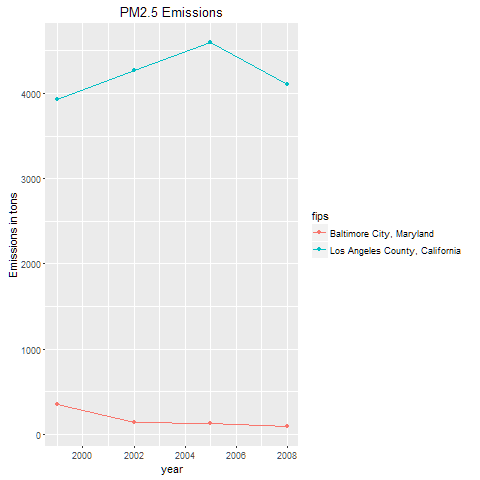 PM2.5 Emissions
Emissions in tons
4000
3000
2000
1000
0
2000 2002 2004 2006 2008
year
fips
Baltimore City, Maryland
Los Angeles County, California